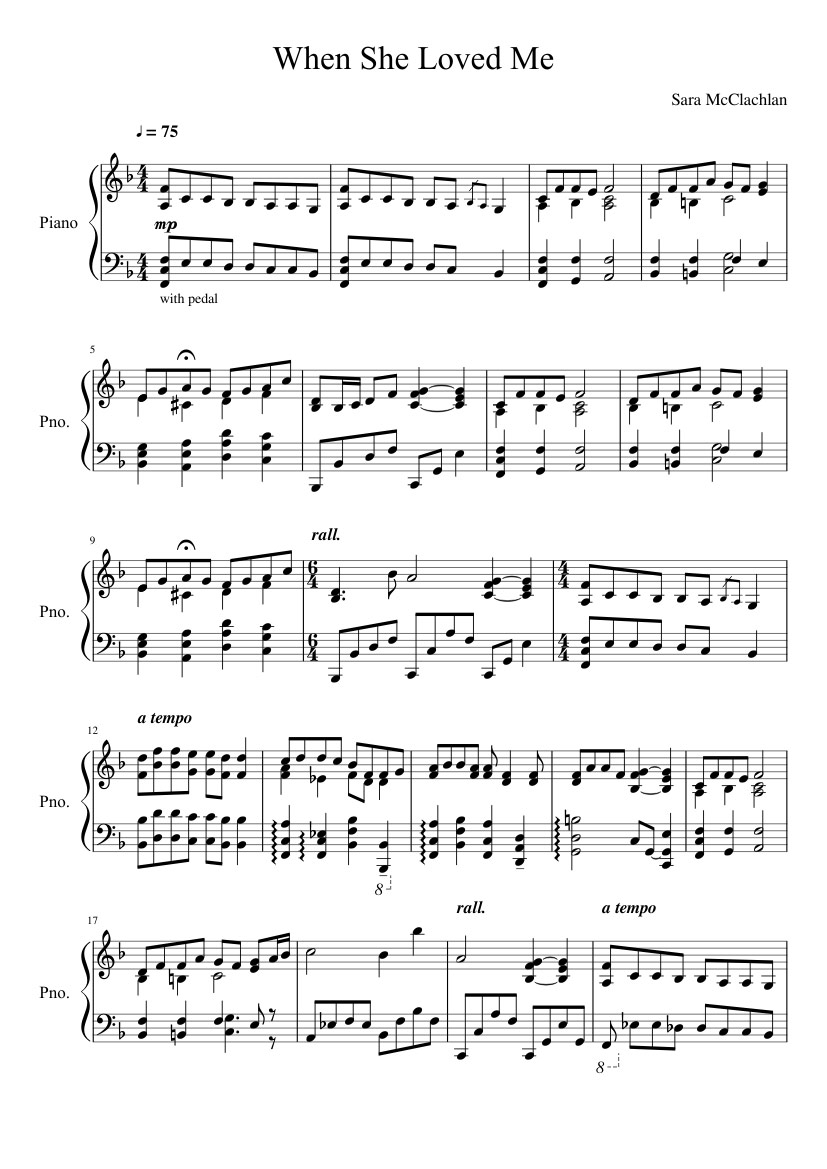 When She Loved Me
Sara McClachlan
♩ = 75
Piano
mp
with pedal
5
Pno.
9
rall.
Pno.
a tempo
12
Pno.
8
rall.
a tempo
17
Pno.
8